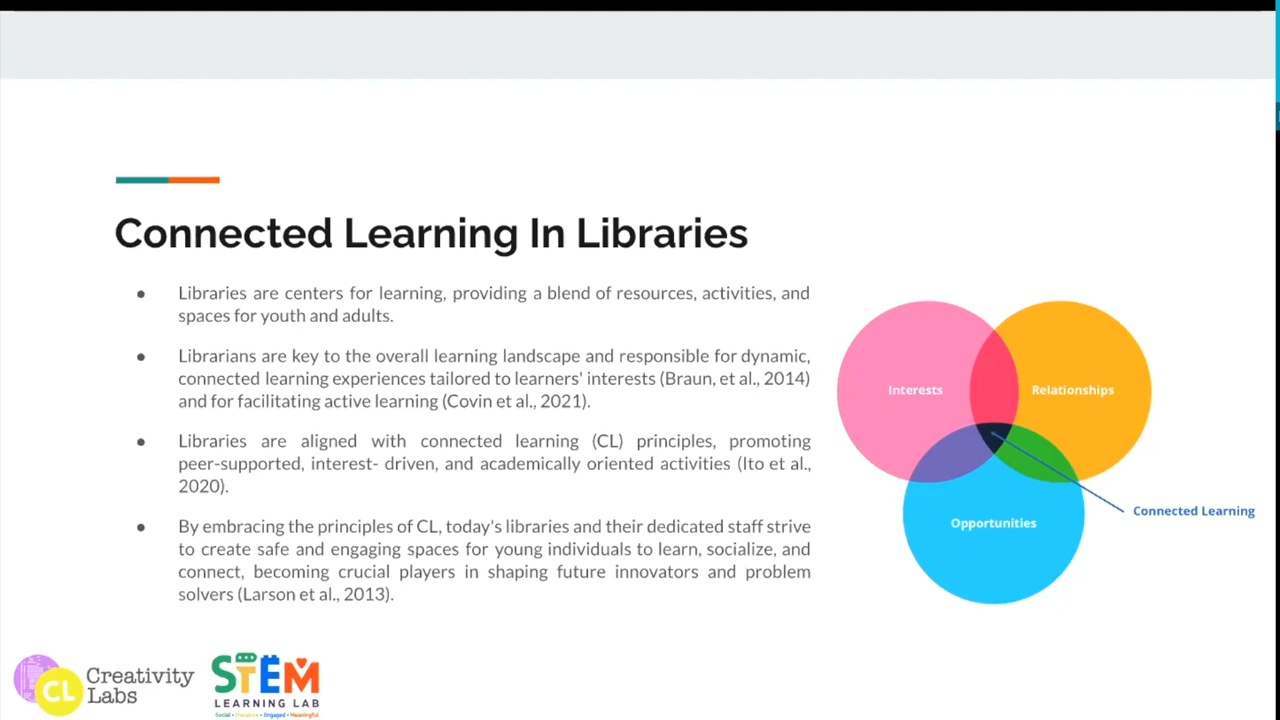 Connected Learning In Libraries
● Libraries are centers for learning, providing a blend of resources, activities, and
spaces for youth and adults.
● Librarians are key to the overall learning landscape and responsible for dynamic,
connected learning experiences tailored to learners' interests (Braun, et al., 2014)
and for facilitating active learning (Covin et al., 2021).
● Libraries are aligned with connected learning (CL) principles, promoting
peer-supported, interest- driven, and academically oriented activities (Ito et al.,
2020).
● By embracing the principles of CL, today's libraries and their dedicated staff strive
to create safe and engaging spaces for young individuals to learn, socialize, and
connect, becoming crucial players in shaping future innovators and problem
solvers (Larson et al., 2013).
Interests
Relationships
Opportunities
Connected Learning
CL
Creativity
Labs
STEM
LEARNING LAB
Social • Creative • Engaged • Meaningful